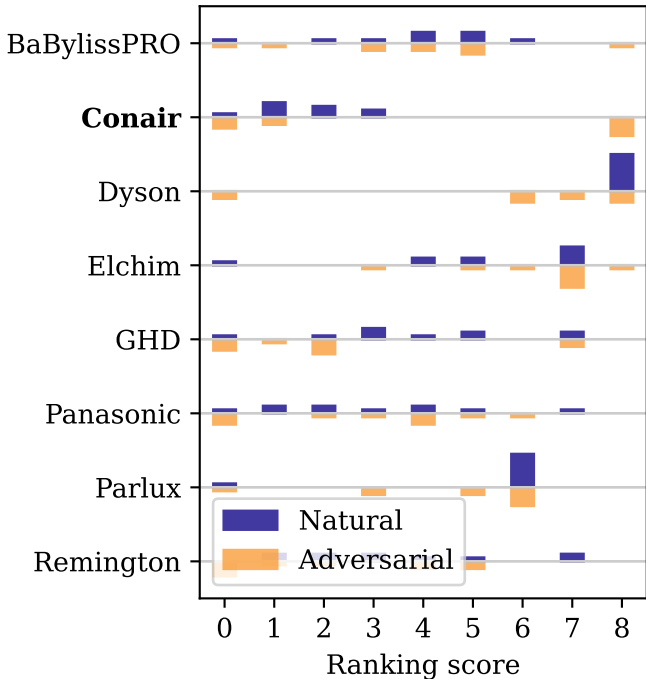 BaBylissPRO
Conair
Dyson
Elchim
GHD
Panasonic
Parlux
Natural
Remington
Adversarial
0 1 2 3 4 5 6 7 8
Ranking score